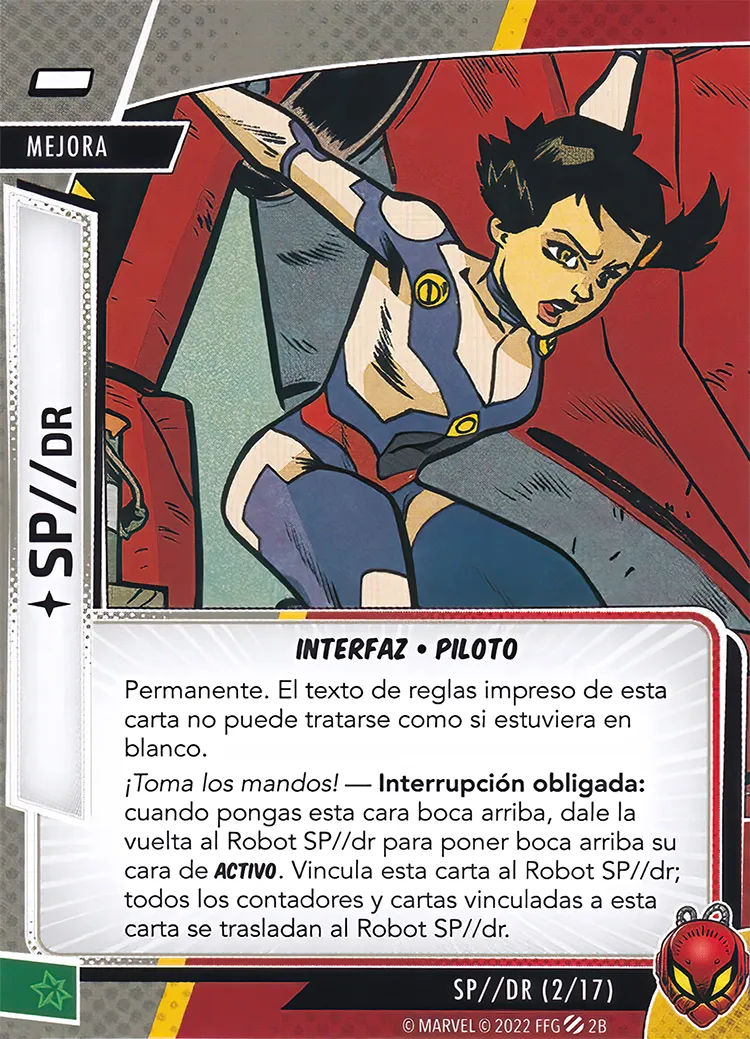 MEJORA
SP//DR
INTERFAZ • PILOTO
Permanente. El texto de reglas impreso de esta
carta no puede tratarse como si estuviera en
blanco.
¡Toma los mandos! — Interrupción obligada:
cuando pongas esta cara boca arriba, dale la
vuelta al Robot SP//dr para poner boca arriba su
cara de ACTIVO. Vincula esta carta al Robot SP//dr;
todos los contadores y cartas vinculadas a esta
carta se trasladan al Robot SP//dr.
SP//DR (2/17)
© MARVEL © 2022 FFG 2B